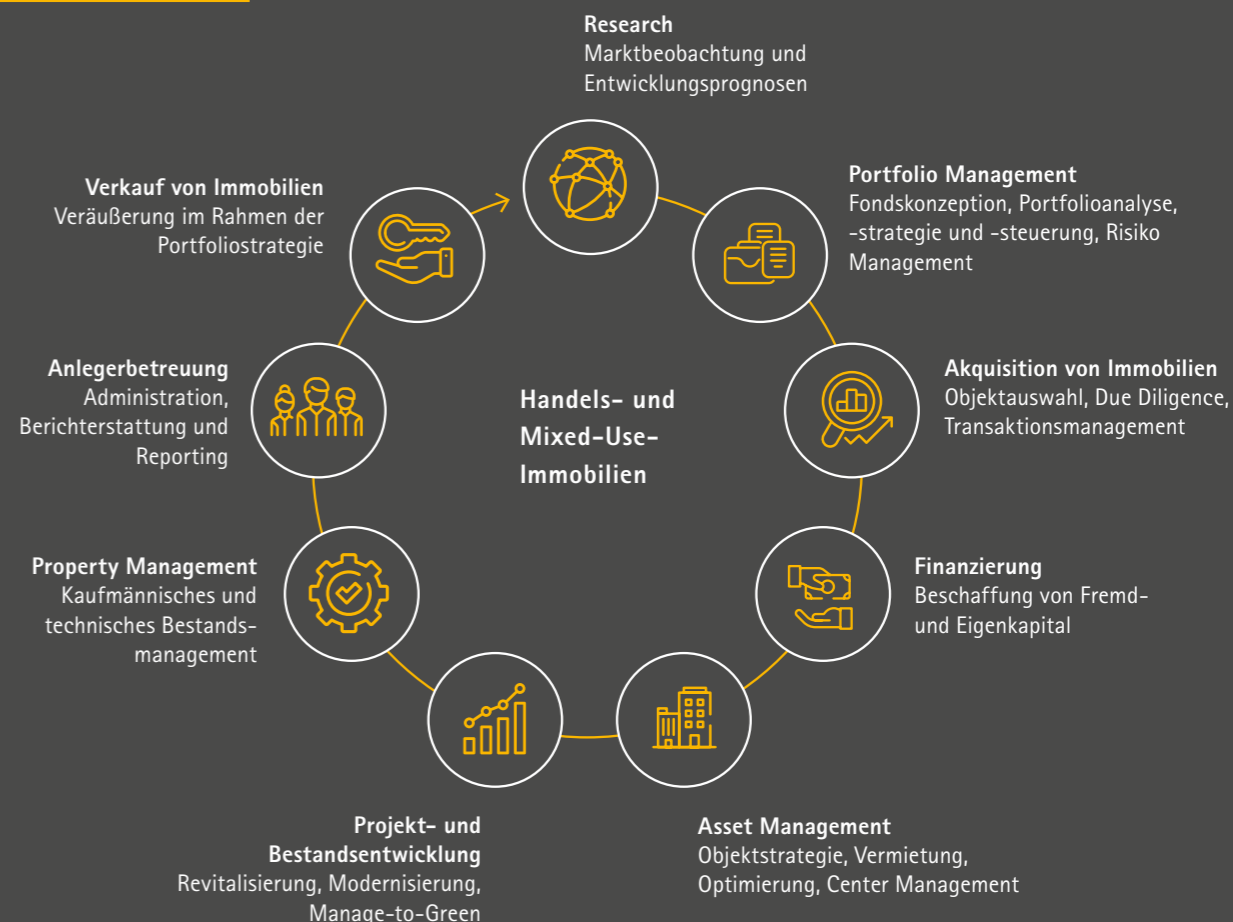 Research
Marktbeobachtung und
Entwicklungsprognosen
Portfolio Management
Fondskonzeption, Portfolioanalyse,
-strategie und -steuerung, Risiko
Management
Akquisition von Immobilien
Objektauswahl, Due Diligence,
Transaktionsmanagement
Finanzierung
Beschaffung von Fremd-
und Eigenkapital
Asset Management
Objektstrategie, Vermietung,
Optimierung, Center Management
Projekt- und
Bestandsentwicklung
Revitalisierung, Modernisierung,
Manage-to-Green
Property Management
Kaufmännisches und
technisches Bestands-
management
Anlegerbetreuung
Administration,
Berichterstattung und
Reporting
Verkauf von Immobilien
Veräußerung im Rahmen der
Portfoliostrategie
Handels- und
Mixed-Use-
Immobilien